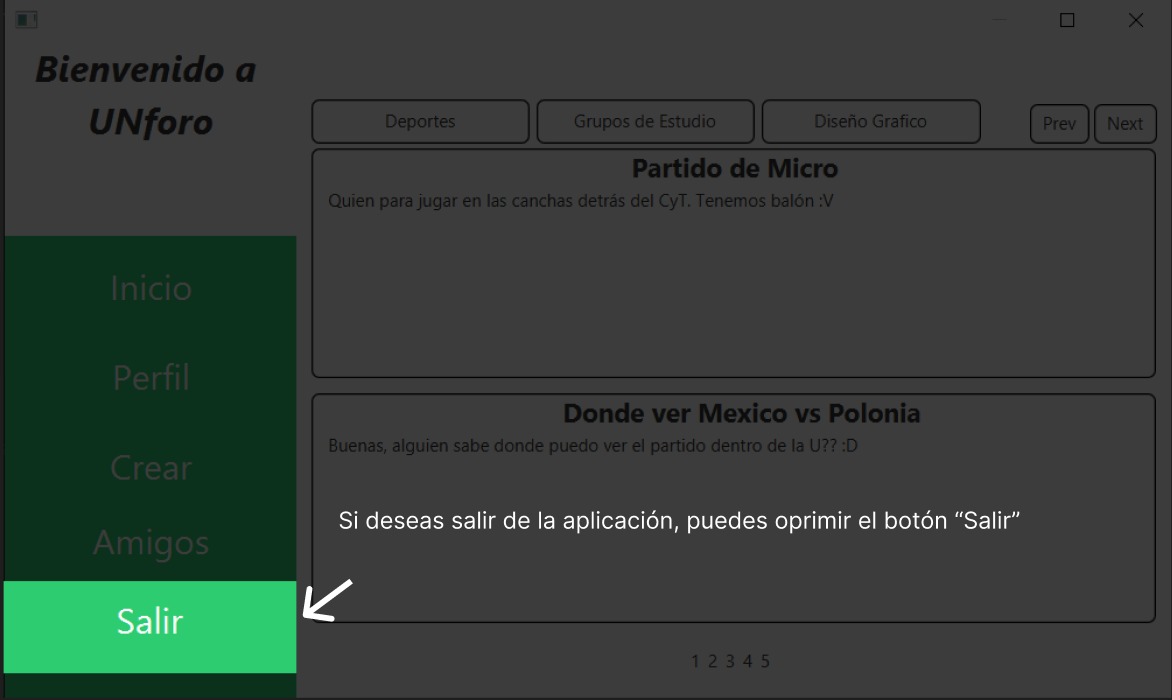 Bienvenido a
UNforo
Deportes
Grupos de Estudio
Diseño Grafico
Prev
Next
Partido de Micro
Quien para jugar en las canchas detrás del CyT. Tenemos balón :V
Inicio
Perfil
Crear
Amigos
Salir
Donde ver Mexico vs Polonia
Buenas, alguien sabe donde puedo ver el partido dentro de la U?? :D
Si deseas salir de la aplicación, puedes oprimir el botón “Salir”
1 2 3 4 5